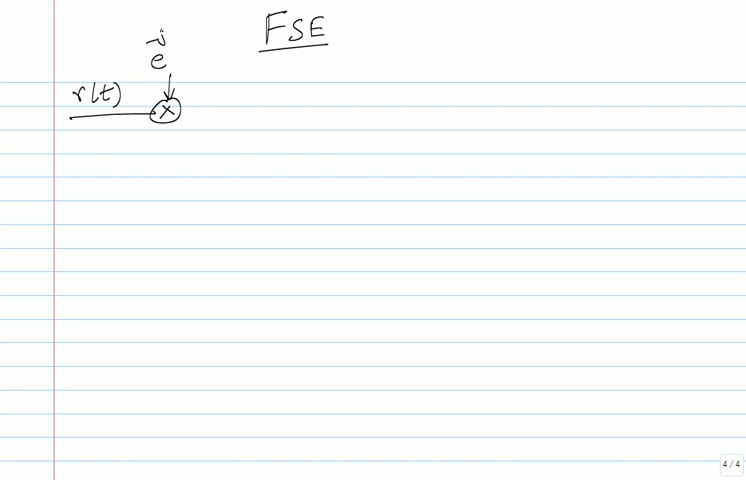 FSE
e^-j
r(t)
×
4 / 4